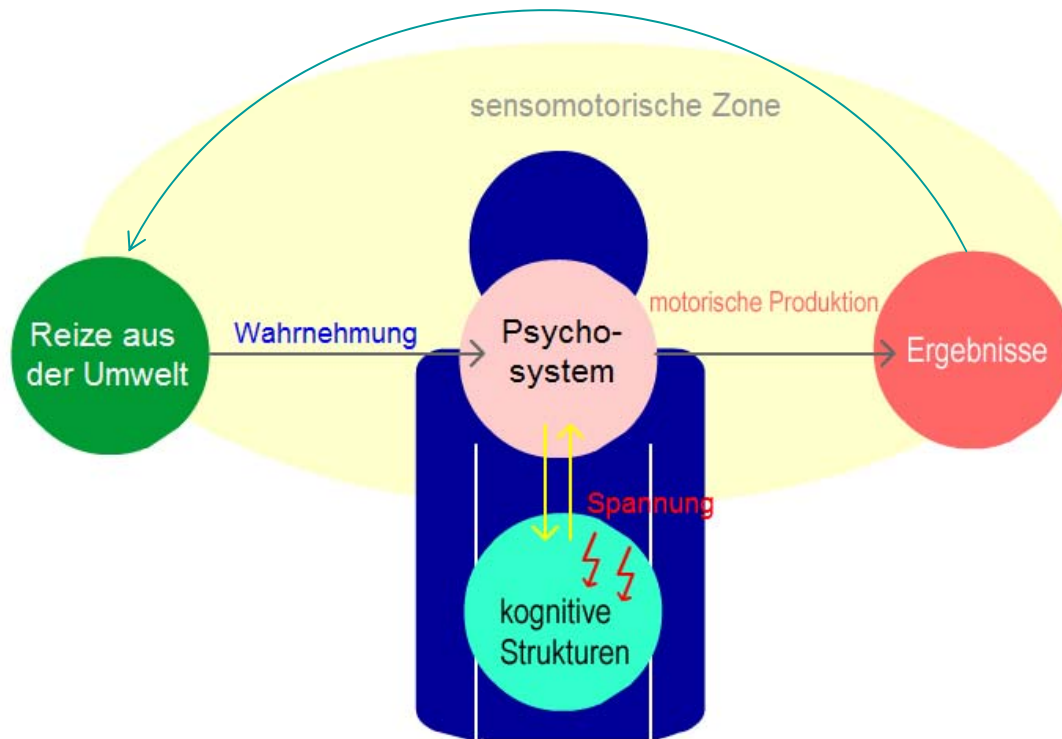 sensomotorische Zone
Reize aus
der Umwelt
Wahrnehmung
Psycho-
system
motorische Produktion
Ergebnisse
Spannung
kognitive
Strukturen